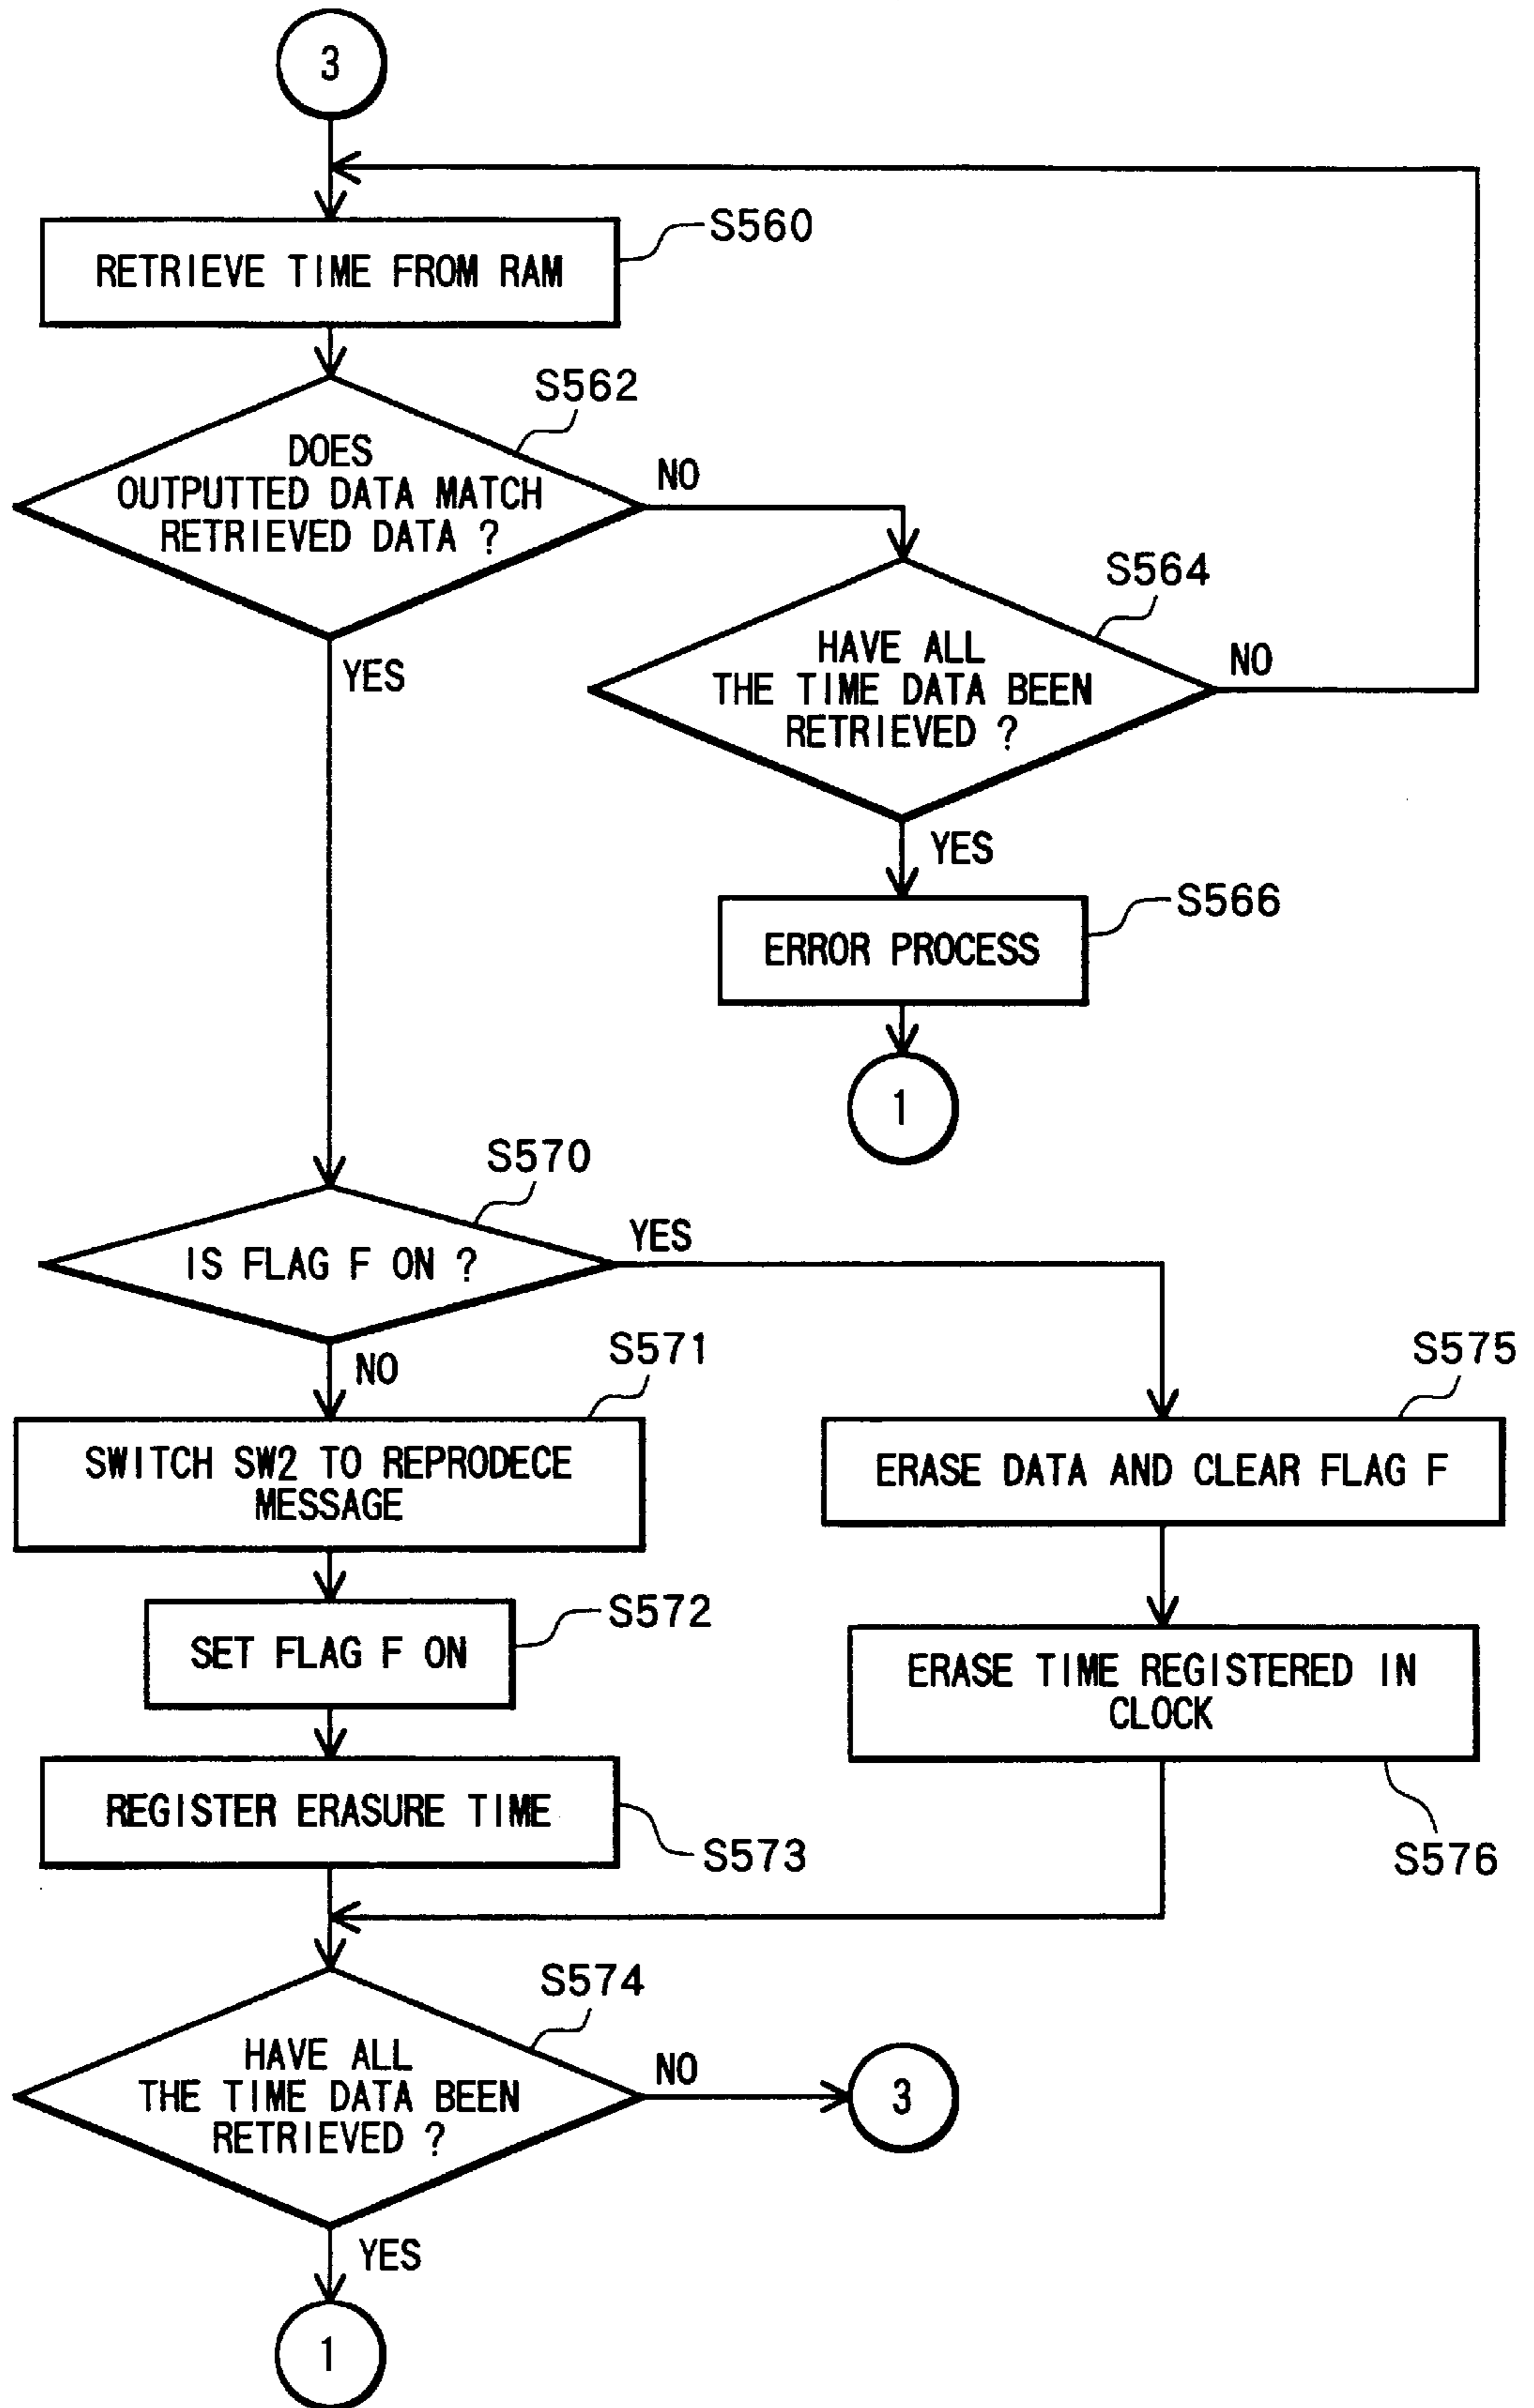 3
S560
RETRIEVE TIME FROM RAM
S562
DOES
OUTPUTTED DATA MATCH
RETRIEVED DATA ?
NO
YES
S564
HAVE ALL
THE TIME DATA BEEN
RETRIEVED ?
NO
YES
S566
ERROR PROCESS
1
S570
IS FLAG F ON ?
YES
NO
S571
SWITCH SW2 TO REPRODECE
MESSAGE
S575
ERASE DATA AND CLEAR FLAG F
S572
SET FLAG F ON
ERASE TIME REGISTERED IN
CLOCK
S576
REGISTER ERASURE TIME
S573
S574
HAVE ALL
THE TIME DATA BEEN
RETRIEVED ?
NO
3
YES
1